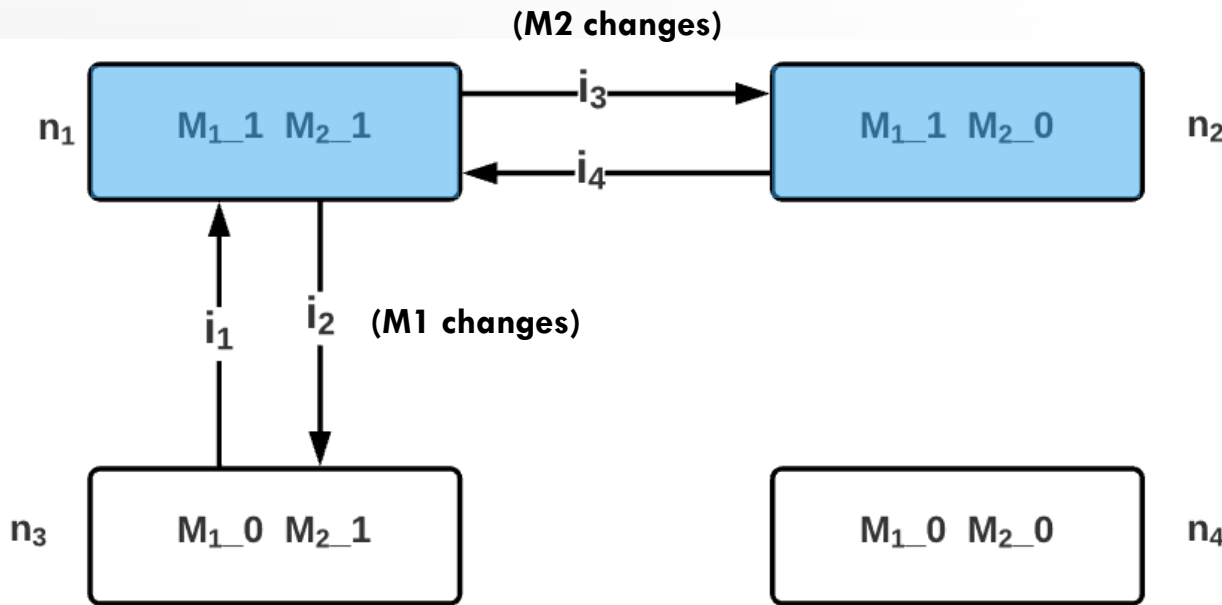 (M2 changes)
n₁ M₁_1 M₂_1 i₃ M₁_1 M₂_0 n₂
i₄
i₁ i₂ (M1 changes)
n₃ M₁_0 M₂_1 M₁_0 M₂_0 n₄